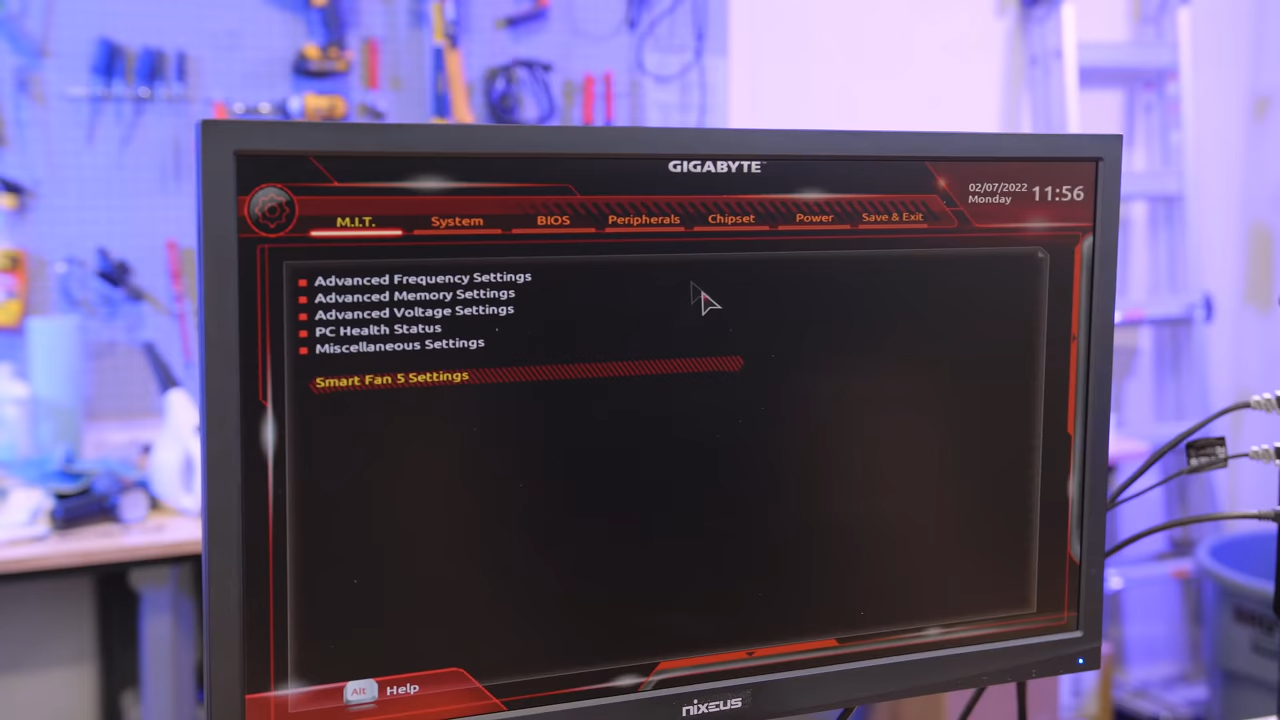 GIGABYTE
02/07/2022
Monday
11:56
M.I.T. System BIOS Peripherals Chipset Power Save & Exit
Advanced Frequency Settings
Advanced Memory Settings
Advanced Voltage Settings
PC Health Status
Miscellaneous Settings
Smart Fan 5 Settings
Alt Help
nixeus